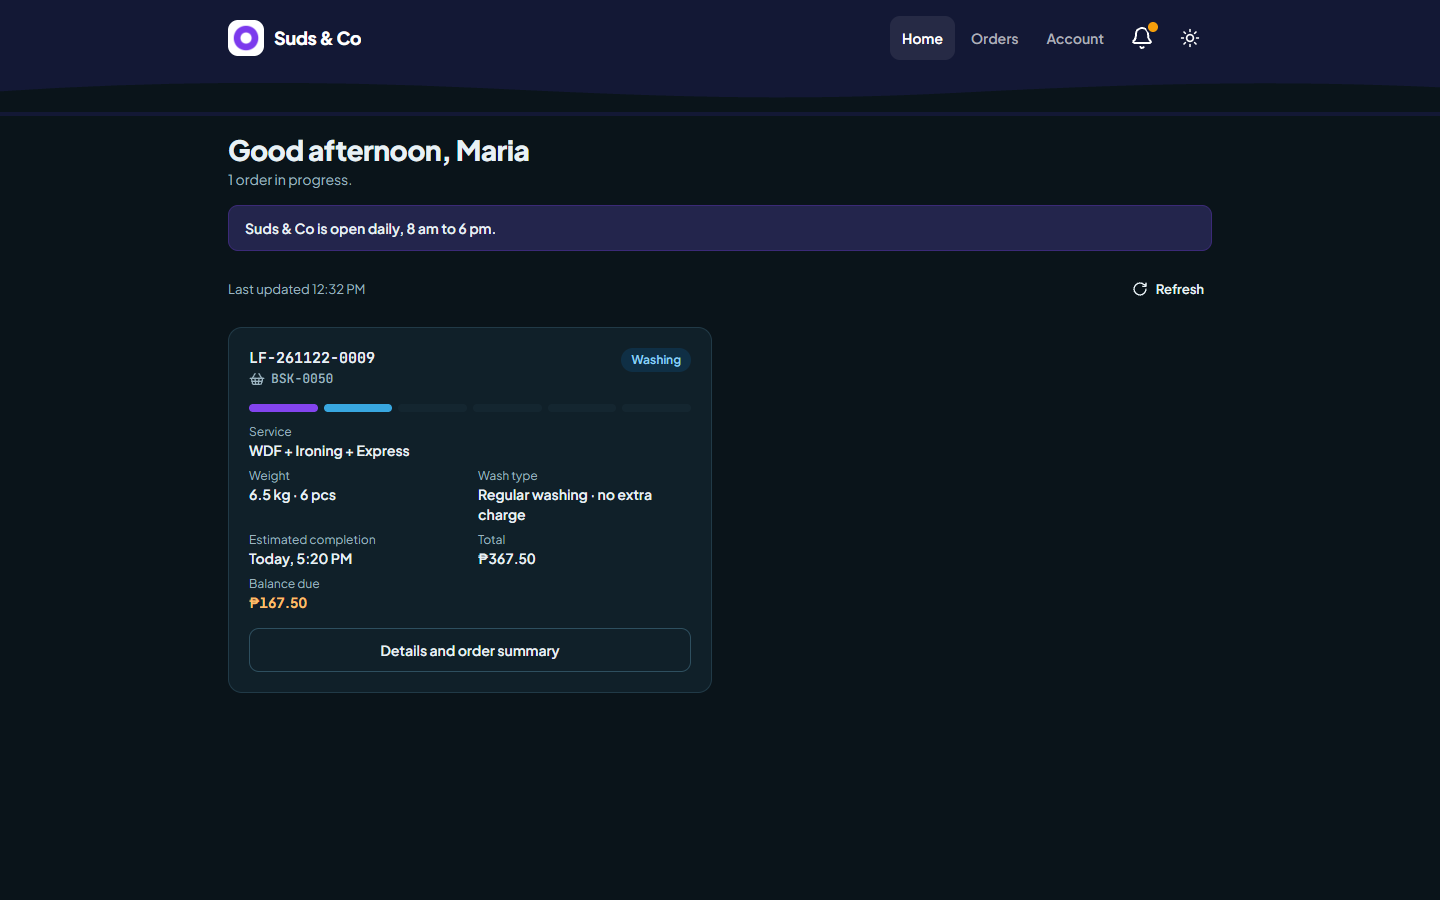 Suds & Co
Home
Orders
Account
Good afternoon, Maria
1 order in progress.
Suds & Co is open daily, 8 am to 6 pm.
Last updated 12:32 PM
Refresh
LF-261122-0009
Washing
BSK-0050
Service
WDF + Ironing + Express
Weight
6.5 kg · 6 pcs
Wash type
Regular washing · no extra
charge
Estimated completion
Today, 5:20 PM
Total
₱367.50
Balance due
₱167.50
Details and order summary